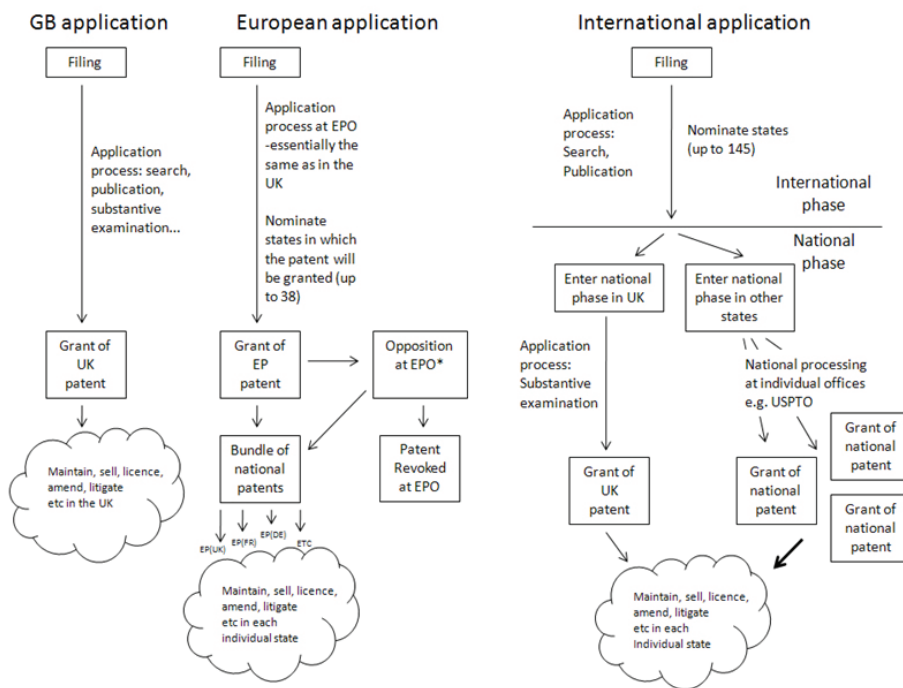 GB application
Filing
Application
process: search,
publication,
substantive
examination...
Grant of
UK
patent
Maintain, sell, licence,
amend, litigate
etc in the UK
European application
Filing
Application
process at EPO
-essentially the
same as in the
UK
Nominate
states in which
the patent will
be granted (up
to 38)
Grant of
EP
patent
Opposition
at EPO*
Bundle of
national
patents
Patent
Revoked
at EPO
EP(UK)
EP(FR)
EP(DE)
ETC
Maintain, sell, licence,
amend, litigate
etc in each
individual state
International application
Filing
Application
process:
Search,
Publication
Nominate states
(up to 145)
International
phase
National
phase
Enter national
phase in UK
Enter national
phase in other
states
Application
process:
Substantive
examination
National processing
at individual offices
e.g. USPTO
Grant of
UK
patent
Grant of
national
patent
Grant of
national
patent
Grant of
national
patent
Maintain, sell, licence,
amend, litigate
etc in each
Individual state